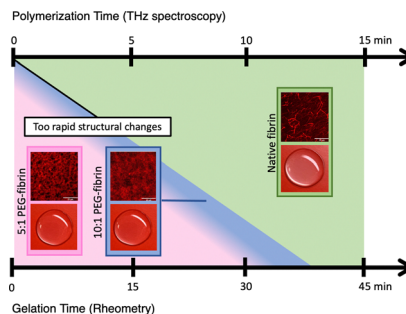 Polymerization Time (THz spectroscopy)
0 5 10 15 min
Too rapid structural changes
5:1 PEG-fibrin
10:1 PEG-fibrin
Native fibrin
0 15 30 45 min
Gelation Time (Rheometry)